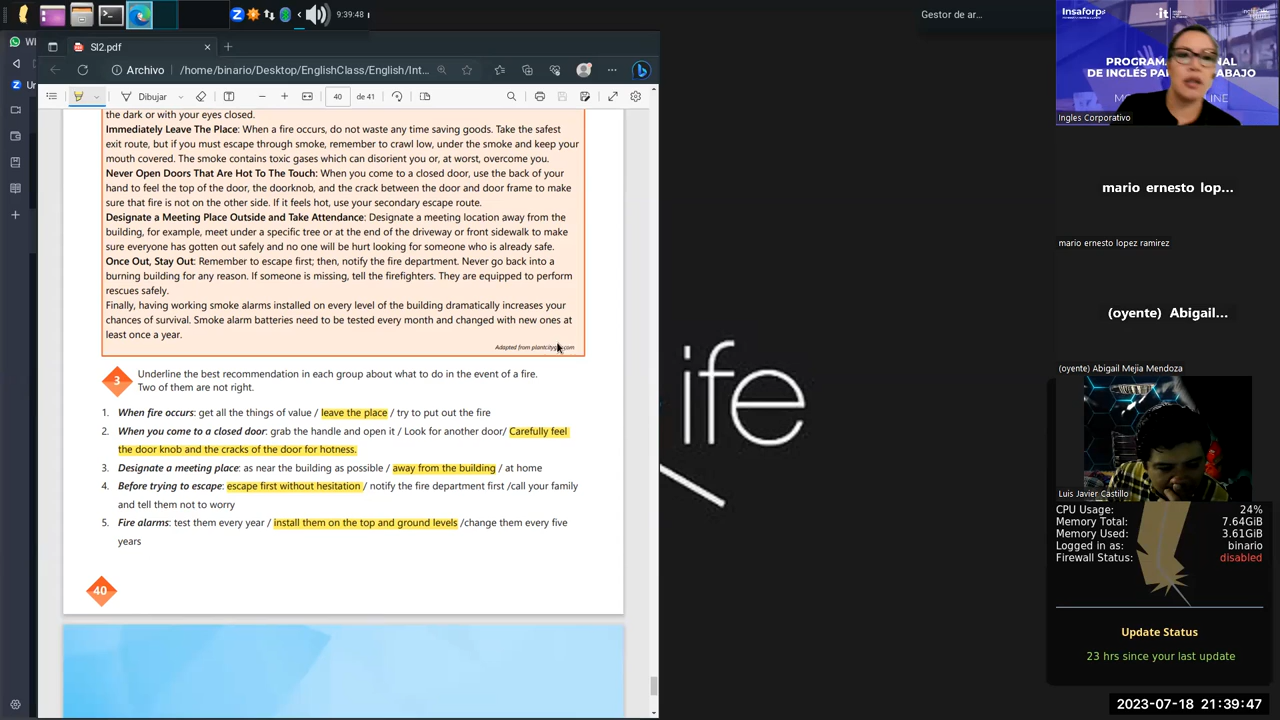 9:39:48
Gestor de ar...
SI2.pdf
Archivo
/home/binario/Desktop/EnglishClass/English/Int...
Dibujar
40
de 41
the dark or with your eyes closed.
Immediately Leave The Place: When a fire occurs, do not waste any time saving goods. Take the safest
exit route, but if you must escape through smoke, remember to crawl low, under the smoke and keep your
mouth covered. The smoke contains toxic gases which can disorient you or, at worst, overcome you.
Never Open Doors That Are Hot To The Touch: When you come to a closed door, use the back of your
hand to feel the top of the door, the doorknob, and the crack between the door and door frame to make
sure that fire is not on the other side. If it feels hot, use your secondary escape route.
Designate a Meeting Place Outside and Take Attendance: Designate a meeting location away from the
building, for example, meet under a specific tree or at the end of the driveway or front sidewalk to make
sure everyone has gotten out safely and no one will be hurt looking for someone who is already safe.
Once Out, Stay Out: Remember to escape first; then, notify the fire department. Never go back into a
burning building for any reason. If someone is missing, tell the firefighters. They are equipped to perform
rescues safely.
Finally, having working smoke alarms installed on every level of the building dramatically increases your
chances of survival. Smoke alarm batteries need to be tested every month and changed with new ones at
least once a year.
Adapted from
3
Underline the best recommendation in each group about what to do in the event of a fire.
Two of them are not right.
1. When fire occurs: get all the things of value / leave the place / try to put out the fire
2. When you come to a closed door: grab the handle and open it / Look for another door/ Carefully feel
the door knob and the cracks of the door for hotness.
3. Designate a meeting place: as near the building as possible / away from the building / at home
4. Before trying to escape: escape first without hesitation / notify the fire department first /call your family
and tell them not to worry
5. Fire alarms: test them every year / install them on the top and ground levels /change them every five
years
40
ife
Insaforp
DE INGLÉS PARA
Ingles Corporativo
mario ernesto lop...
mario ernesto lopez ramirez
(oyente) Abigail...
(oyente) Abigail Mejia Mendoza
Luis Javier Castillo
CPU Usage: 24%
Memory Total: 7.64GiB
Memory Used: 3.61GiB
Logged in as: binario
Firewall Status: disabled
Update Status
23 hrs since your last update
2023-07-18 21:39:47